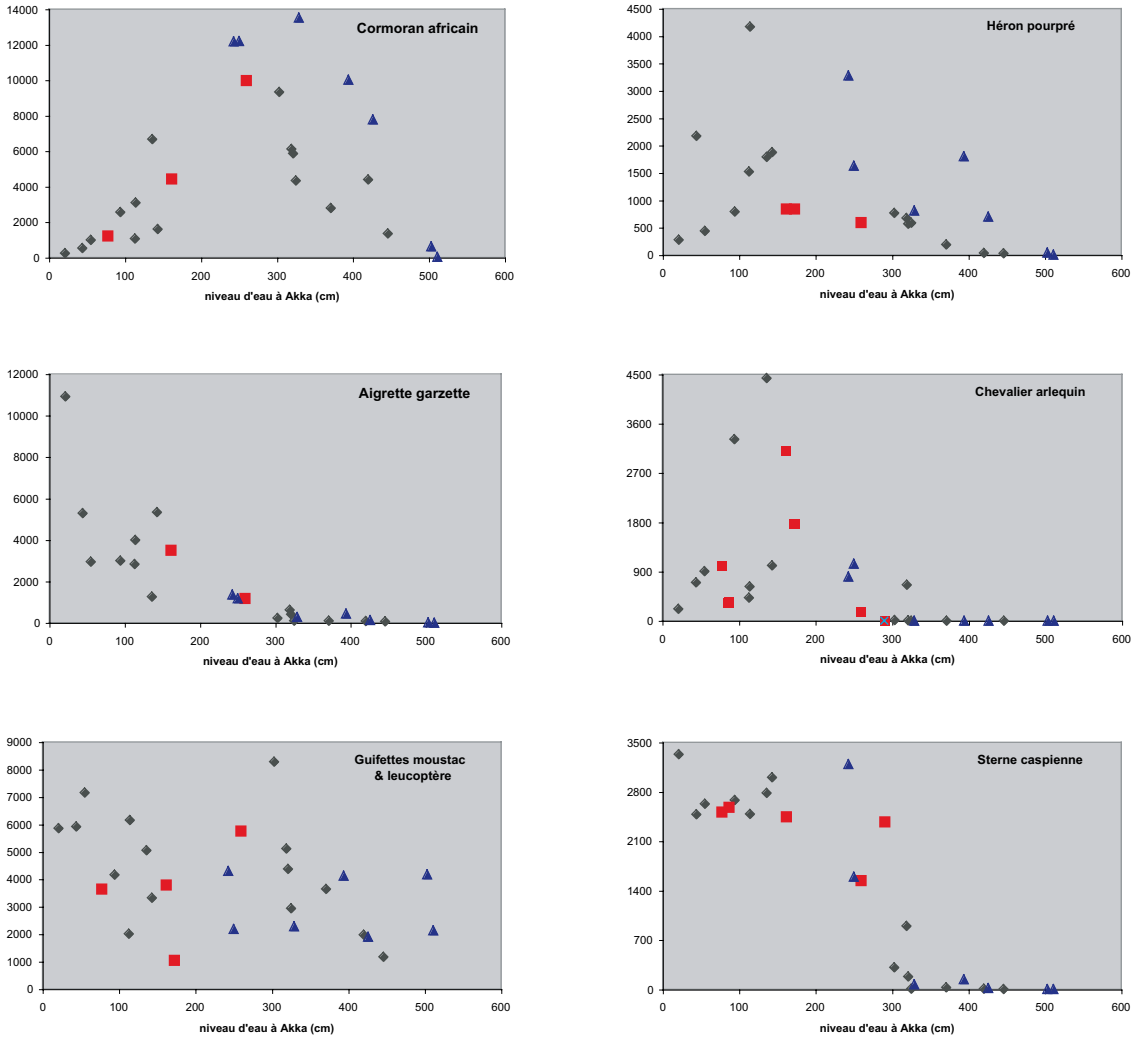 Cormoran africain
14000
12000
10000
8000
6000
4000
2000
0
0 100 200 300 400 500 600
niveau d'eau à Akka (cm)
Héron pourpré
4500
4000
3500
3000
2500
2000
1500
1000
500
0
0 100 200 300 400 500 600
niveau d'eau à Akka (cm)
Aigrette garzette
12000
10000
8000
6000
4000
2000
0
0 100 200 300 400 500 600
niveau d'eau à Akka (cm)
Chevalier arlequin
4500
3600
2700
1800
900
0
0 100 200 300 400 500 600
niveau d'eau à Akka (cm)
Guifettes moustac
& leucoptère
9000
8000
7000
6000
5000
4000
3000
2000
1000
0
0 100 200 300 400 500 600
niveau d'eau à Akka (cm)
Sterne caspienne
3500
2800
2100
1400
700
0
0 100 200 300 400 500 600
niveau d'eau à Akka (cm)